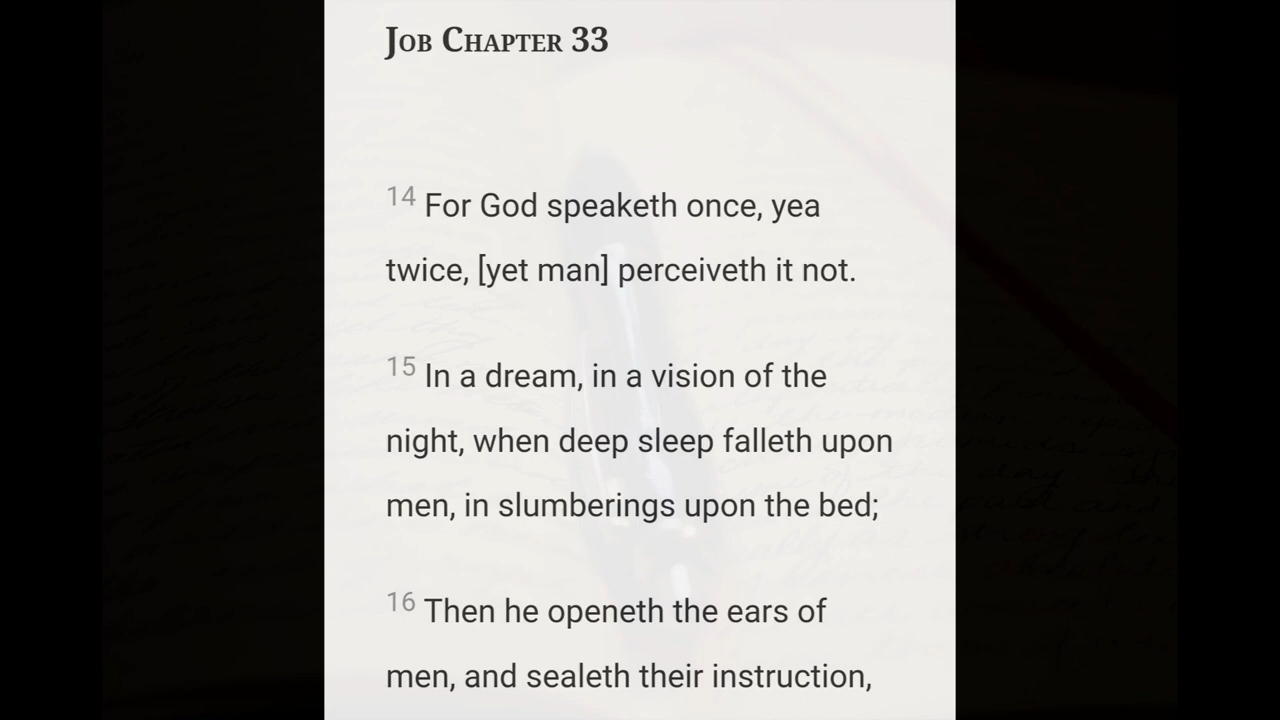 Job Chapter 33
14 For God speaketh once, yea
twice, [yet man] perceiveth it not.
15 In a dream, in a vision of the
night, when deep sleep falleth upon
men, in slumberings upon the bed;
16 Then he openeth the ears of
men, and sealeth their instruction,